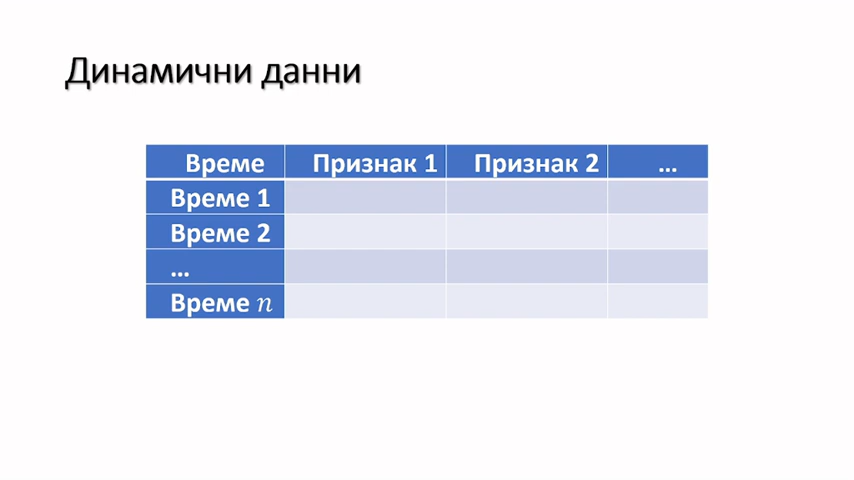 Динамични данни
Време Признак 1 Признак 2 ...
Време 1
Време 2
...
Време n